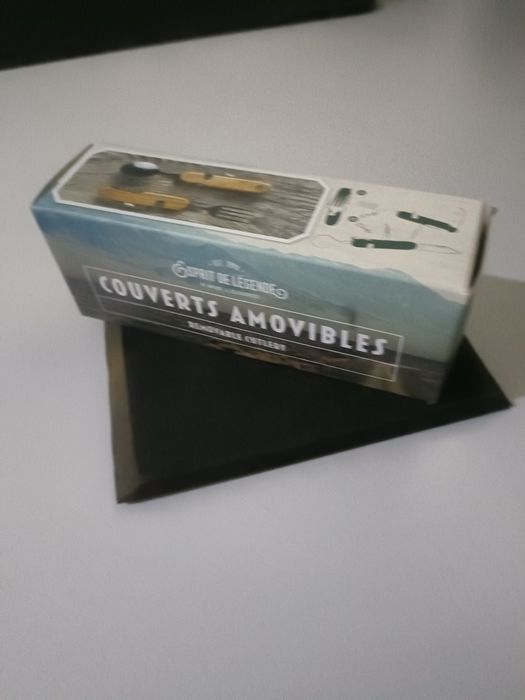 ESPRIT DE LÉGENDE
COUVERTS AMOVIBLES
REMOVABLE CUTLERY